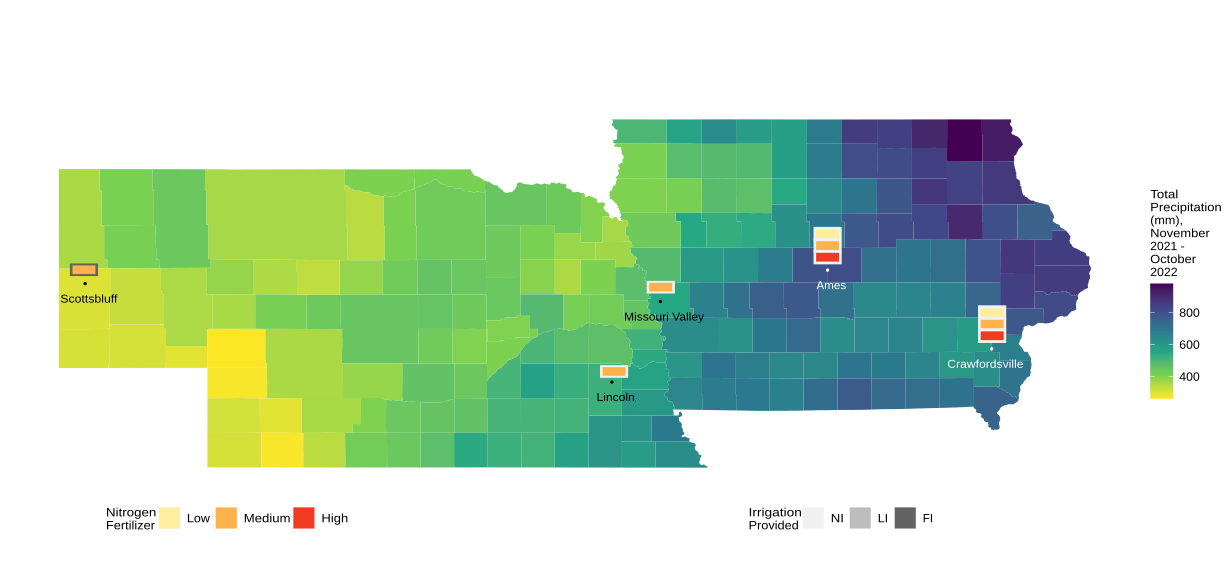 Total
Precipitation
(mm),
November
2021 -
October
2022
800
600
400
Scottsbluff
Ames
Missouri Valley
Crawfordsville
Lincoln
Nitrogen
Fertilizer
Low
Medium
High
Irrigation
Provided
NI
LI
FI